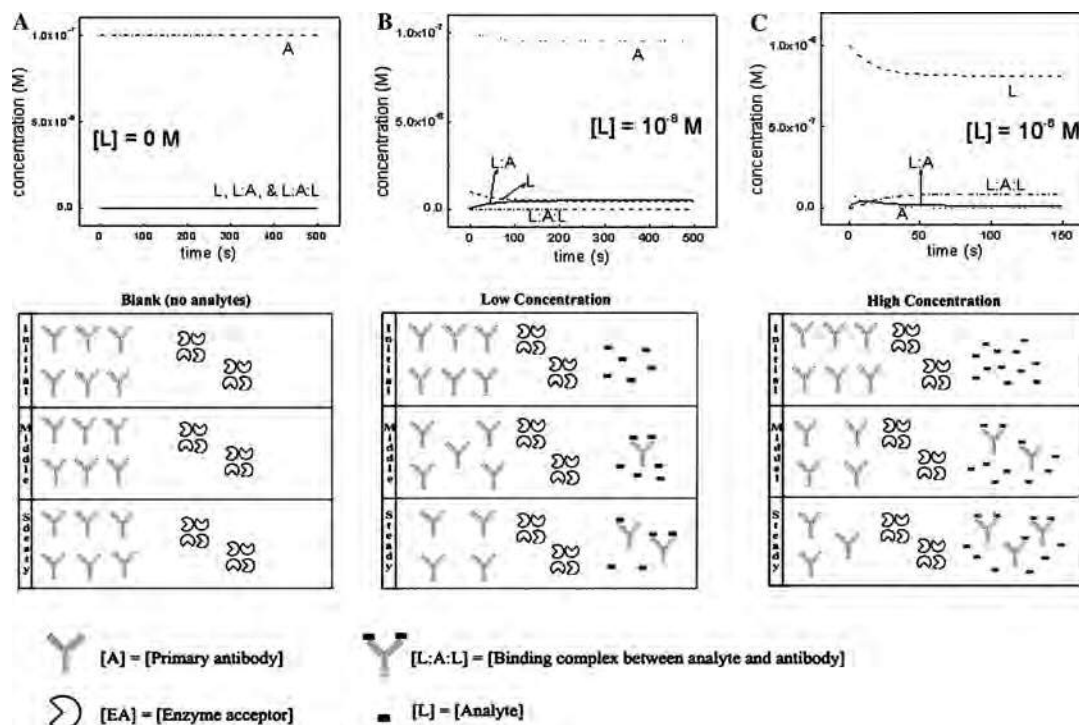 A
concentration (M)
1.0x10⁻⁷
5.0x10⁻⁸
0.0
A
[L] = 0 M
L, L:A, & L:A:L
0 100 200 300 400 500
time (s)
B
concentration (M)
1.0x10⁻⁷
5.0x10⁻⁸
0.0
A
[L] = 10⁻⁸ M
L:A
L
L:A:L
0 100 200 300 400 500
time (s)
C
concentration (M)
1.0x10⁻⁶
5.0x10⁻⁷
0.0
L
[L] = 10⁻⁶ M
L:A
L:A:L
A
0 50 100 150
time (s)
Blank (no analytes)
Initial
Middle
Sdeaty
Low Concentration
Initial
Middle
Steady
High Concentration
Initial
Middel
Steady
[A] = [Primary antibody]
[L:A:L] = [Binding complex between analyte and antibody]
[EA] = [Enzyme acceptor]
[L] = [Analyte]